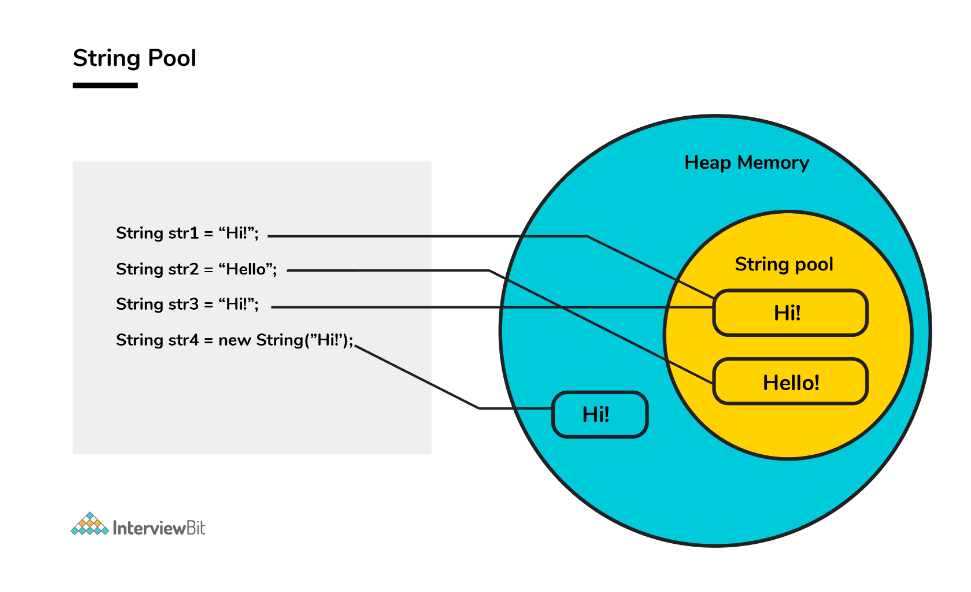 String Pool
Heap Memory
String str1 = “Hi!”;
String str2 = “Hello”;
String str3 = “Hi!”;
String str4 = new String(”Hi!’);
String pool
Hi!
Hello!
Hi!
InterviewBit